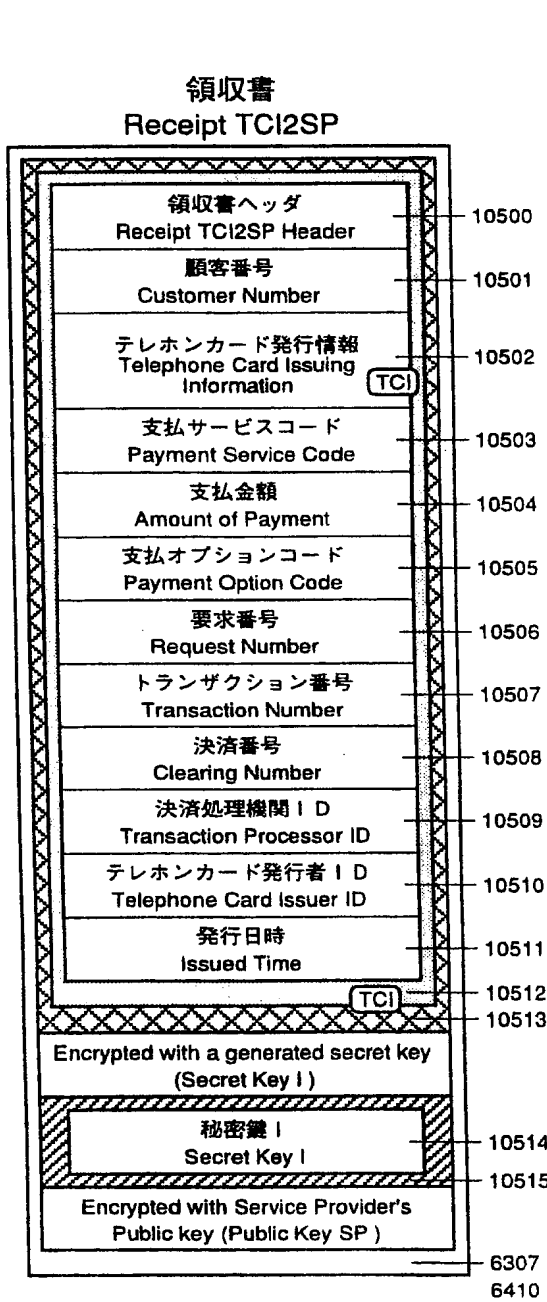 領収書
Receipt TCI2SP
領収書ヘッダ
Receipt TCI2SP Header
10500
顧客番号
Customer Number
10501
テレホンカード発行情報
Telephone Card Issuing
Information
TCI
10502
支払サービスコード
Payment Service Code
10503
支払金額
Amount of Payment
10504
支払オプションコード
Payment Option Code
10505
要求番号
Request Number
10506
トランザクション番号
Transaction Number
10507
決済番号
Clearing Number
10508
決済処理機関ID
Transaction Processor ID
10509
テレホンカード発行者ID
Telephone Card Issuer ID
10510
発行日時
Issued Time
10511
TCI
10512
10513
Encrypted with a generated secret key
(Secret Key I )
秘密鍵 I
Secret Key I
10514
10515
Encrypted with Service Provider's
Public key (Public Key SP )
6307
6410